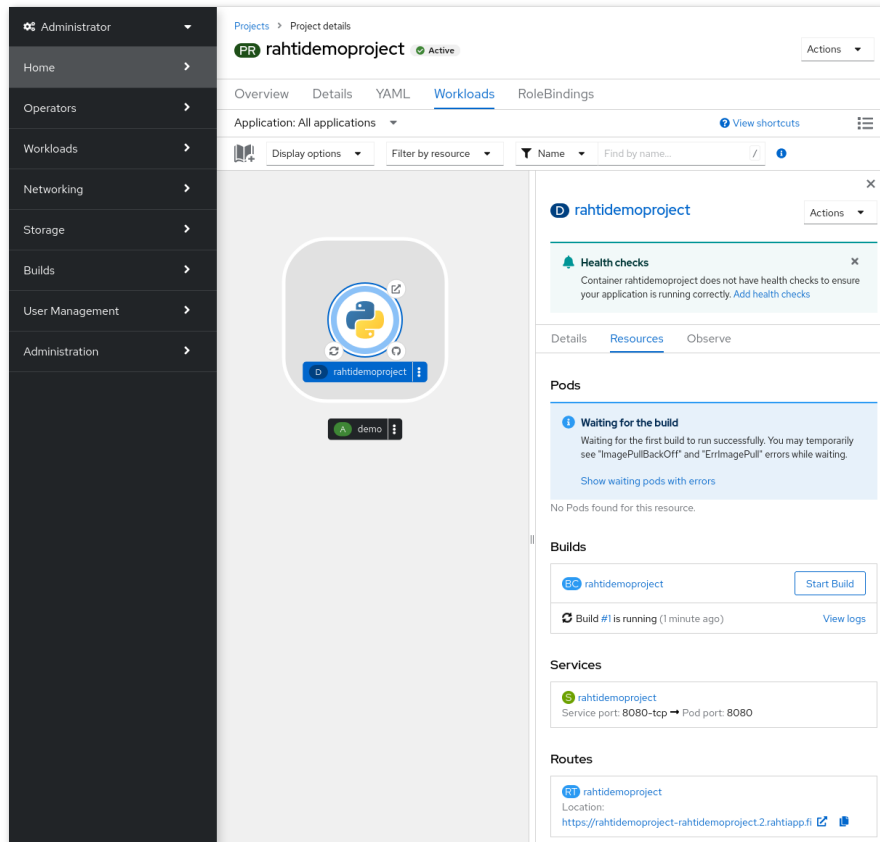 Administrator
Home
Operators
Workloads
Networking
Storage
Builds
User Management
Administration
Projects > Project details
PR rahtidemoproject Active
Actions
Overview Details YAML Workloads RoleBindings
Application: All applications
View shortcuts
Display options Filter by resource Name Find by name... /
D rahtidemoproject
A demo
D rahtidemoproject
Actions
Health checks
Container rahtidemoproject does not have health checks to ensure
your application is running correctly. Add health checks
Details Resources Observe
Pods
Waiting for the build
Waiting for the first build to run successfully. You may temporarily
see "ImagePullBackOff" and "ErrImagePull" errors while waiting.
Show waiting pods with errors
No Pods found for this resource.
Builds
BC rahtidemoproject Start Build
Build #1 is running (1 minute ago) View logs
Services
S rahtidemoproject
Service port: 8080-tcp → Pod port: 8080
Routes
RT rahtidemoproject
Location:
https://rahtidemoproject-rahtidemoproject.2.rahtiapp.fi